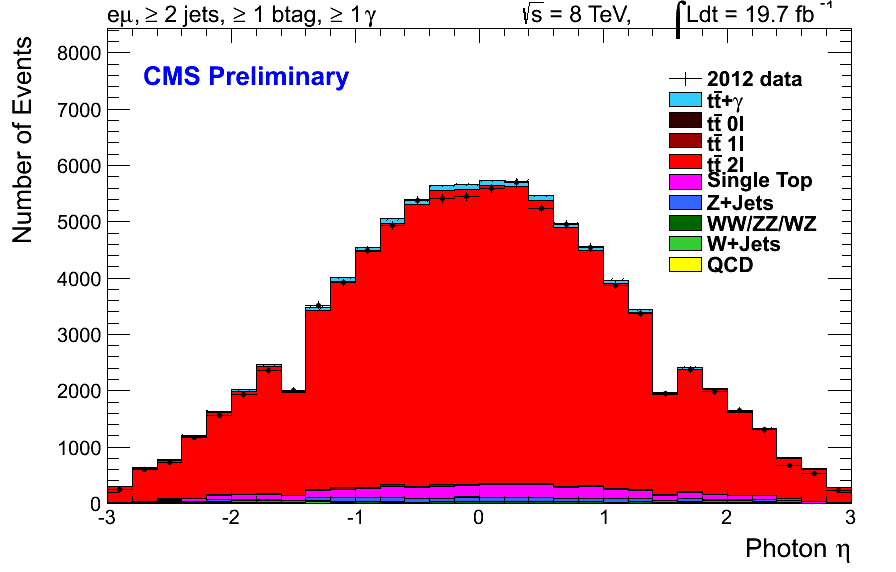 eμ, ≥ 2 jets, ≥ 1 btag, ≥ 1 γ √s = 8 TeV, ∫Ldt = 19.7 fb⁻¹
CMS Preliminary
2012 data
tt̄+γ
tt̄ 0l
tt̄ 1l
tt̄ 2l
Single Top
Z+Jets
WW/ZZ/WZ
W+Jets
QCD
Number of Events
8000
7000
6000
5000
4000
3000
2000
1000
0
-3 -2 -1 0 1 2 3
Photon η